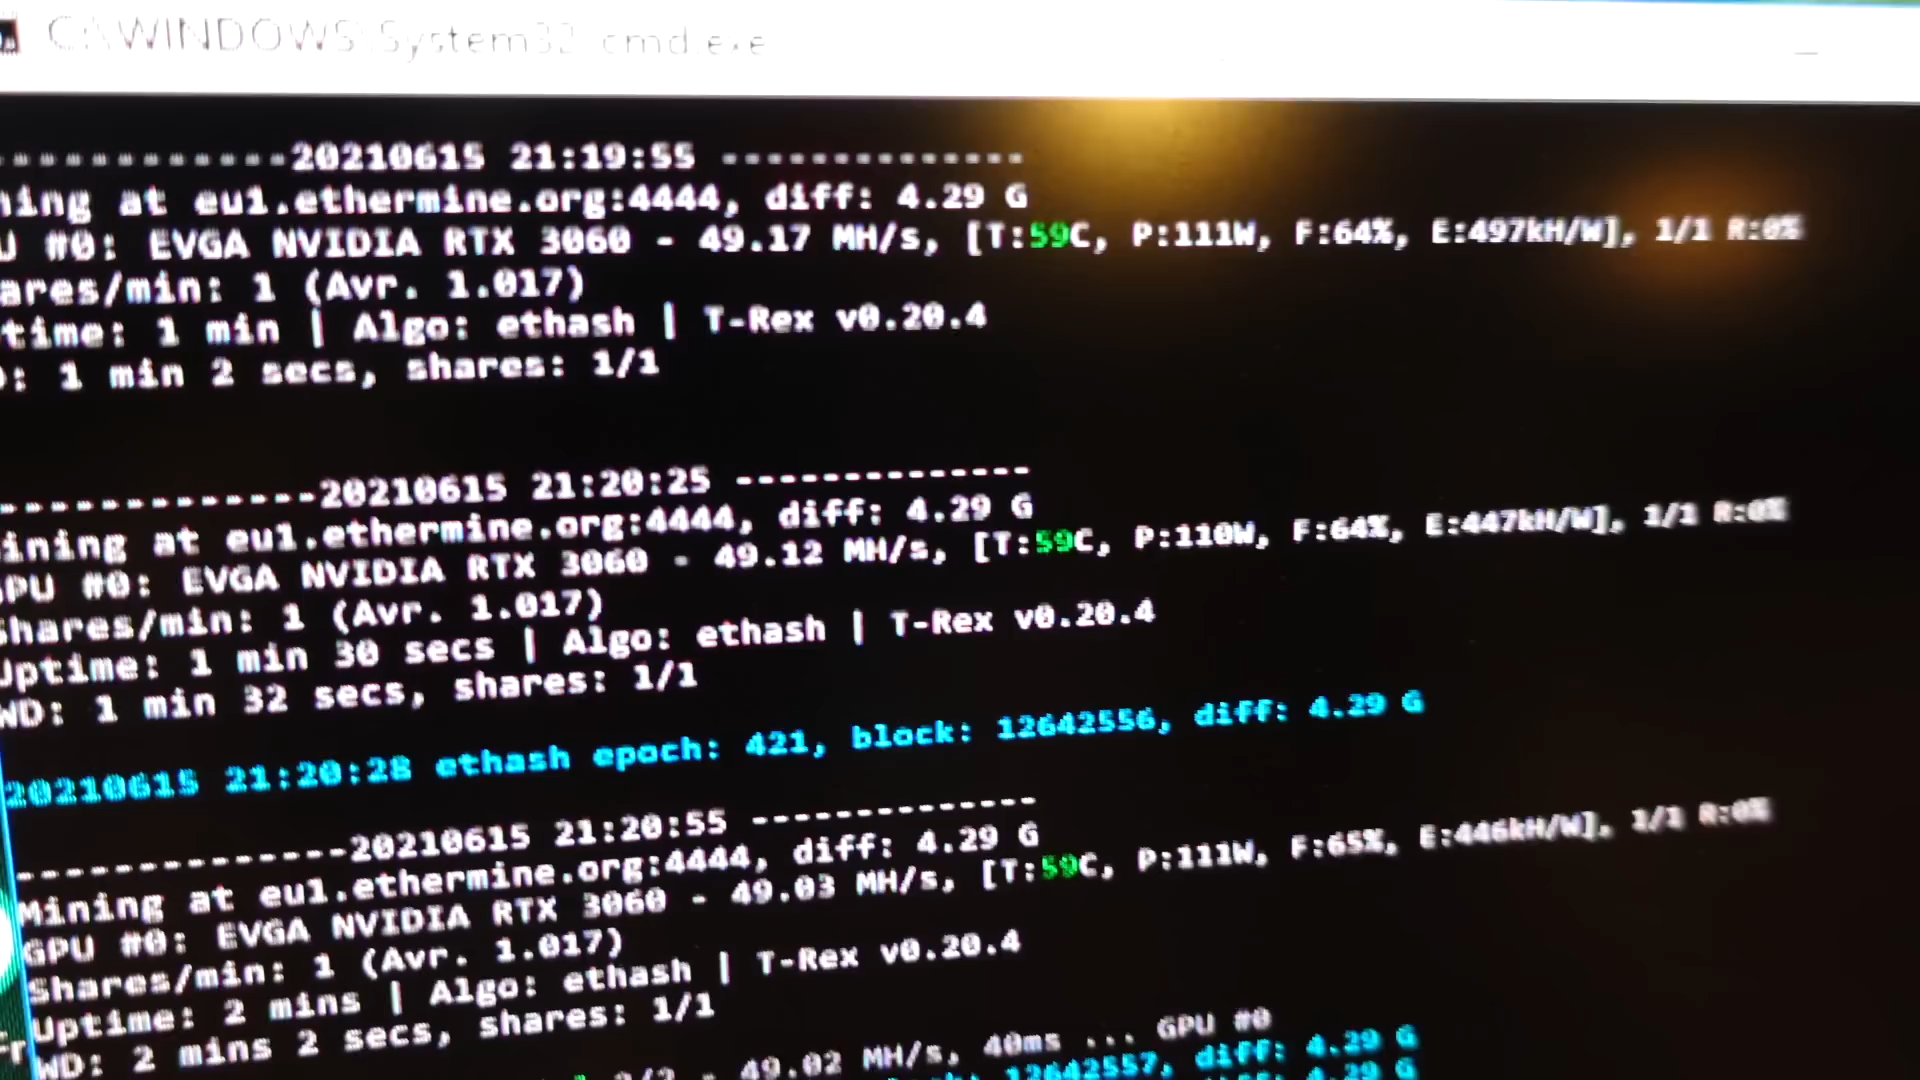 C:\WINDOWS\System32\cmd.exe
-------------20210615 21:19:55 --------------
ning at eu1.ethermine.org:4444, diff: 4.29 G
U #0: EVGA NVIDIA RTX 3060 - 49.17 MH/s, [T:59C, P:111W, F:64%, E:497kH/W], 1/1 R:0%
ares/min: 1 (Avr. 1.017)
time: 1 min | Algo: ethash | T-Rex v0.20.4
D: 1 min 2 secs, shares: 1/1
--------------20210615 21:20:25 --------------
ining at eu1.ethermine.org:4444, diff: 4.29 G
GPU #0: EVGA NVIDIA RTX 3060 - 49.12 MH/s, [T:59C, P:110W, F:64%, E:447kH/W], 1/1 R:0%
Shares/min: 1 (Avr. 1.017)
Uptime: 1 min 30 secs | Algo: ethash | T-Rex v0.20.4
WD: 1 min 32 secs, shares: 1/1
20210615 21:20:28 ethash epoch: 421, block: 12642556, diff: 4.29 G
--------------20210615 21:20:55 --------------
Mining at eu1.ethermine.org:4444, diff: 4.29 G
GPU #0: EVGA NVIDIA RTX 3060 - 49.03 MH/s, [T:59C, P:111W, F:65%, E:446kH/W], 1/1 R:0%
Shares/min: 1 (Avr. 1.017)
Uptime: 2 mins | Algo: ethash | T-Rex v0.20.4
WD: 2 mins 2 secs, shares: 1/1
- 49.02 MH/s, 40ms ... GPU #0
12642557, diff: 4.29 G
4.29 G